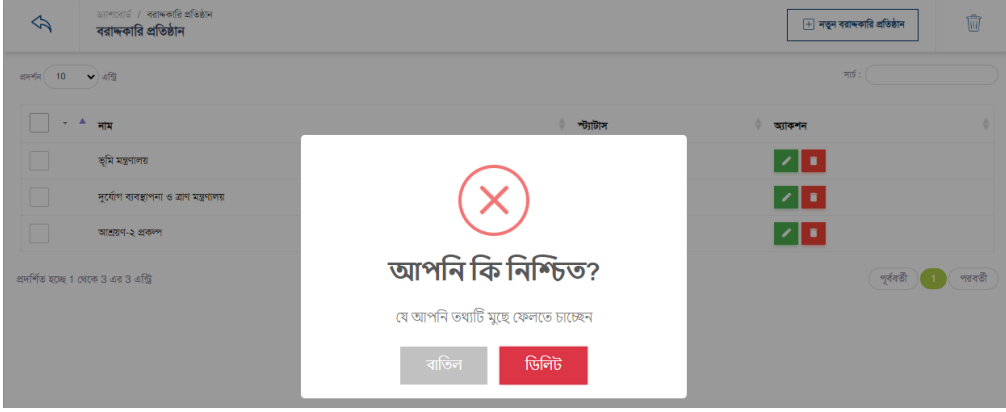 ড্যাশবোর্ড / বরাদ্দকারি প্রতিষ্ঠান
বরাদ্দকারি প্রতিষ্ঠান
নতুন বরাদ্দকারি প্রতিষ্ঠান
প্রদর্শন 10 এন্ট্রি
সার্চ :
নাম স্ট্যাটাস অ্যাকশন
ভূমি মন্ত্রণালয়
দুর্যোগ ব্যবস্থাপনা ও ত্রাণ মন্ত্রণালয়
আশ্রয়ণ-২ প্রকল্প
আপনি কি নিশ্চিত?
যে আপনি তথ্যটি মুছে ফেলতে চাচ্ছেন
বাতিল ডিলিট
প্রদর্শিত হচ্ছে 1 থেকে 3 এর 3 এন্ট্রি
পূর্ববর্তী 1 পরবর্তী